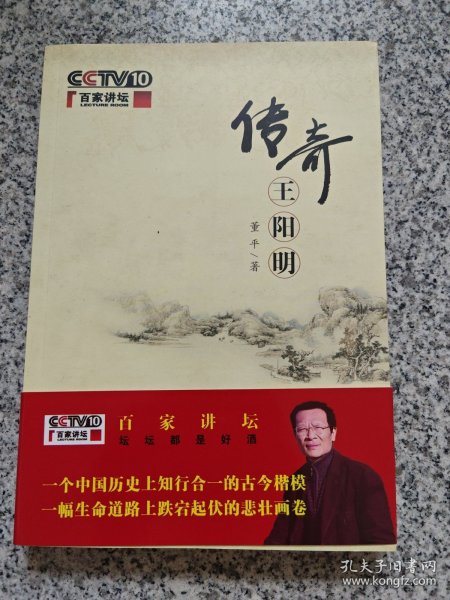 CCTV10
百家讲坛
LECTURE ROOM
传奇
王阳明
董平/著
CCTV10
百家讲坛
LECTURE ROOM
百家讲坛
坛坛都是好酒
一个中国历史上知行合一的古今楷模
一幅生命道路上跌宕起伏的悲壮画卷
孔夫子旧书网
www.kongfz.com